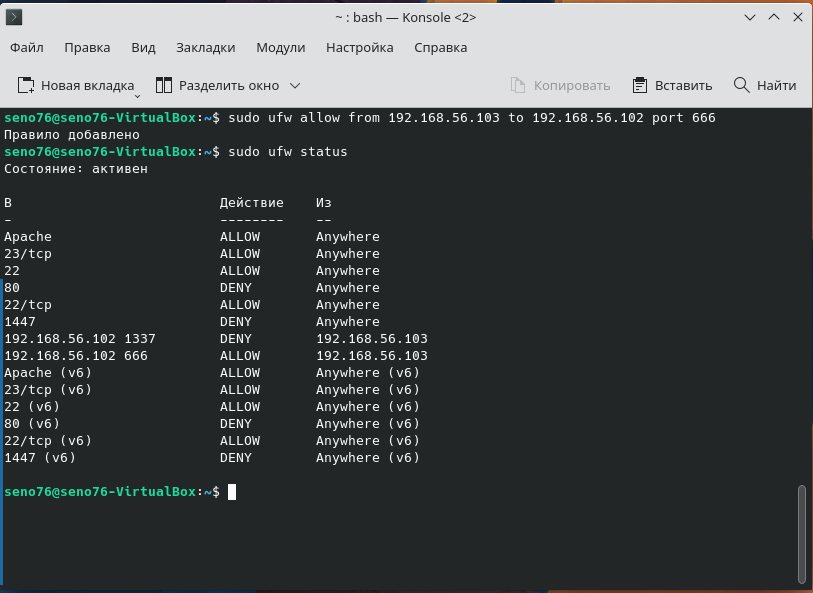 ~ : bash — Konsole <2>
Файл Правка Вид Закладки Модули Настройка Справка
Новая вкладка Разделить окно Копировать Вставить Найти
seno76@seno76-VirtualBox:~$ sudo ufw allow from 192.168.56.103 to 192.168.56.102 port 666
Правило добавлено
seno76@seno76-VirtualBox:~$ sudo ufw status
Состояние: активен
В Действие Из
- -------- --
Apache ALLOW Anywhere
23/tcp ALLOW Anywhere
22 ALLOW Anywhere
80 DENY Anywhere
22/tcp ALLOW Anywhere
1447 DENY Anywhere
192.168.56.102 1337 DENY 192.168.56.103
192.168.56.102 666 ALLOW 192.168.56.103
Apache (v6) ALLOW Anywhere (v6)
23/tcp (v6) ALLOW Anywhere (v6)
22 (v6) ALLOW Anywhere (v6)
80 (v6) DENY Anywhere (v6)
22/tcp (v6) ALLOW Anywhere (v6)
1447 (v6) DENY Anywhere (v6)
seno76@seno76-VirtualBox:~$